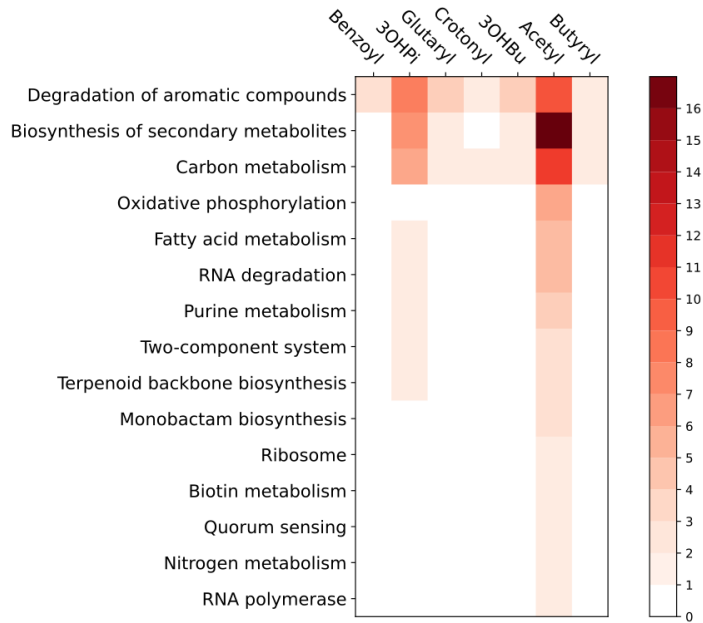 Benzoyl
3OHPi
Glutaryl
Crotonyl
3OHBu
Acetyl
Butyryl
Degradation of aromatic compounds
Biosynthesis of secondary metabolites
Carbon metabolism
Oxidative phosphorylation
Fatty acid metabolism
RNA degradation
Purine metabolism
Two-component system
Terpenoid backbone biosynthesis
Monobactam biosynthesis
Ribosome
Biotin metabolism
Quorum sensing
Nitrogen metabolism
RNA polymerase
16
15
14
13
12
11
10
9
8
7
6
5
4
3
2
1
0